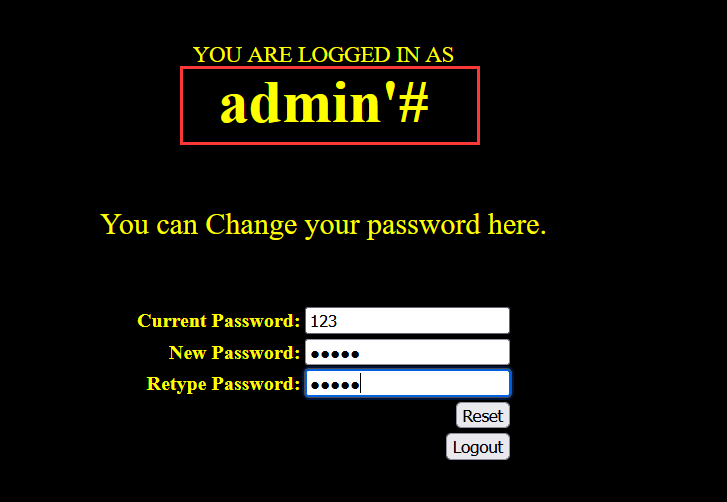 YOU ARE LOGGED IN AS
admin'#
You can Change your password here.
Current Password: 123
New Password: •••••
Retype Password: •••••
Reset
Logout